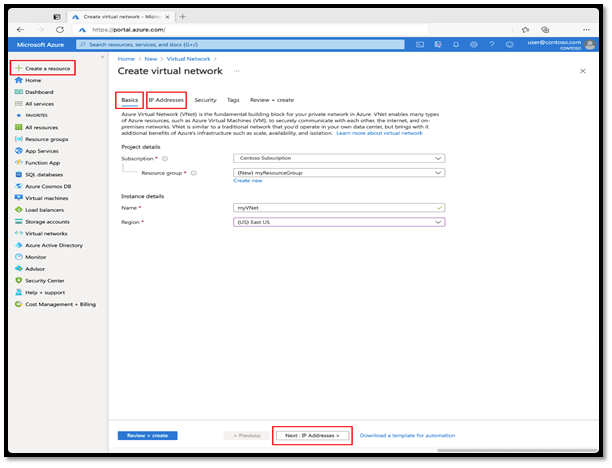 Create virtual network - Micros
https://portal.azure.com/
Microsoft Azure
Search resources, services, and docs (G+/)
user@contoso.com
CONTOSO
Create a resource
Home
Dashboard
All services
FAVORITES
All resources
Resource groups
App Services
Function App
SQL databases
Azure Cosmos DB
Virtual machines
Load balancers
Storage accounts
Virtual networks
Azure Active Directory
Monitor
Advisor
Security Center
Help + support
Cost Management + Billing
Home > New > Virtual Network >
Create virtual network ...
Basics IP Addresses Security Tags Review + create
Azure Virtual Network (VNet) is the fundamental building block for your private network in Azure. VNet enables many types
of Azure resources, such as Azure Virtual Machines (VM), to securely communicate with each other, the internet, and on-
premises networks. VNet is similar to a traditional network that you'd operate in your own data center, but brings with it
additional benefits of Azure's infrastructure such as scale, availability, and isolation. Learn more about virtual network
Project details
Subscription * Contoso Subscription
Resource group * (New) myResourceGroup
Create new
Instance details
Name * myVNet
Region * (US) East US
Review + create < Previous Next : IP Addresses > Download a template for automation